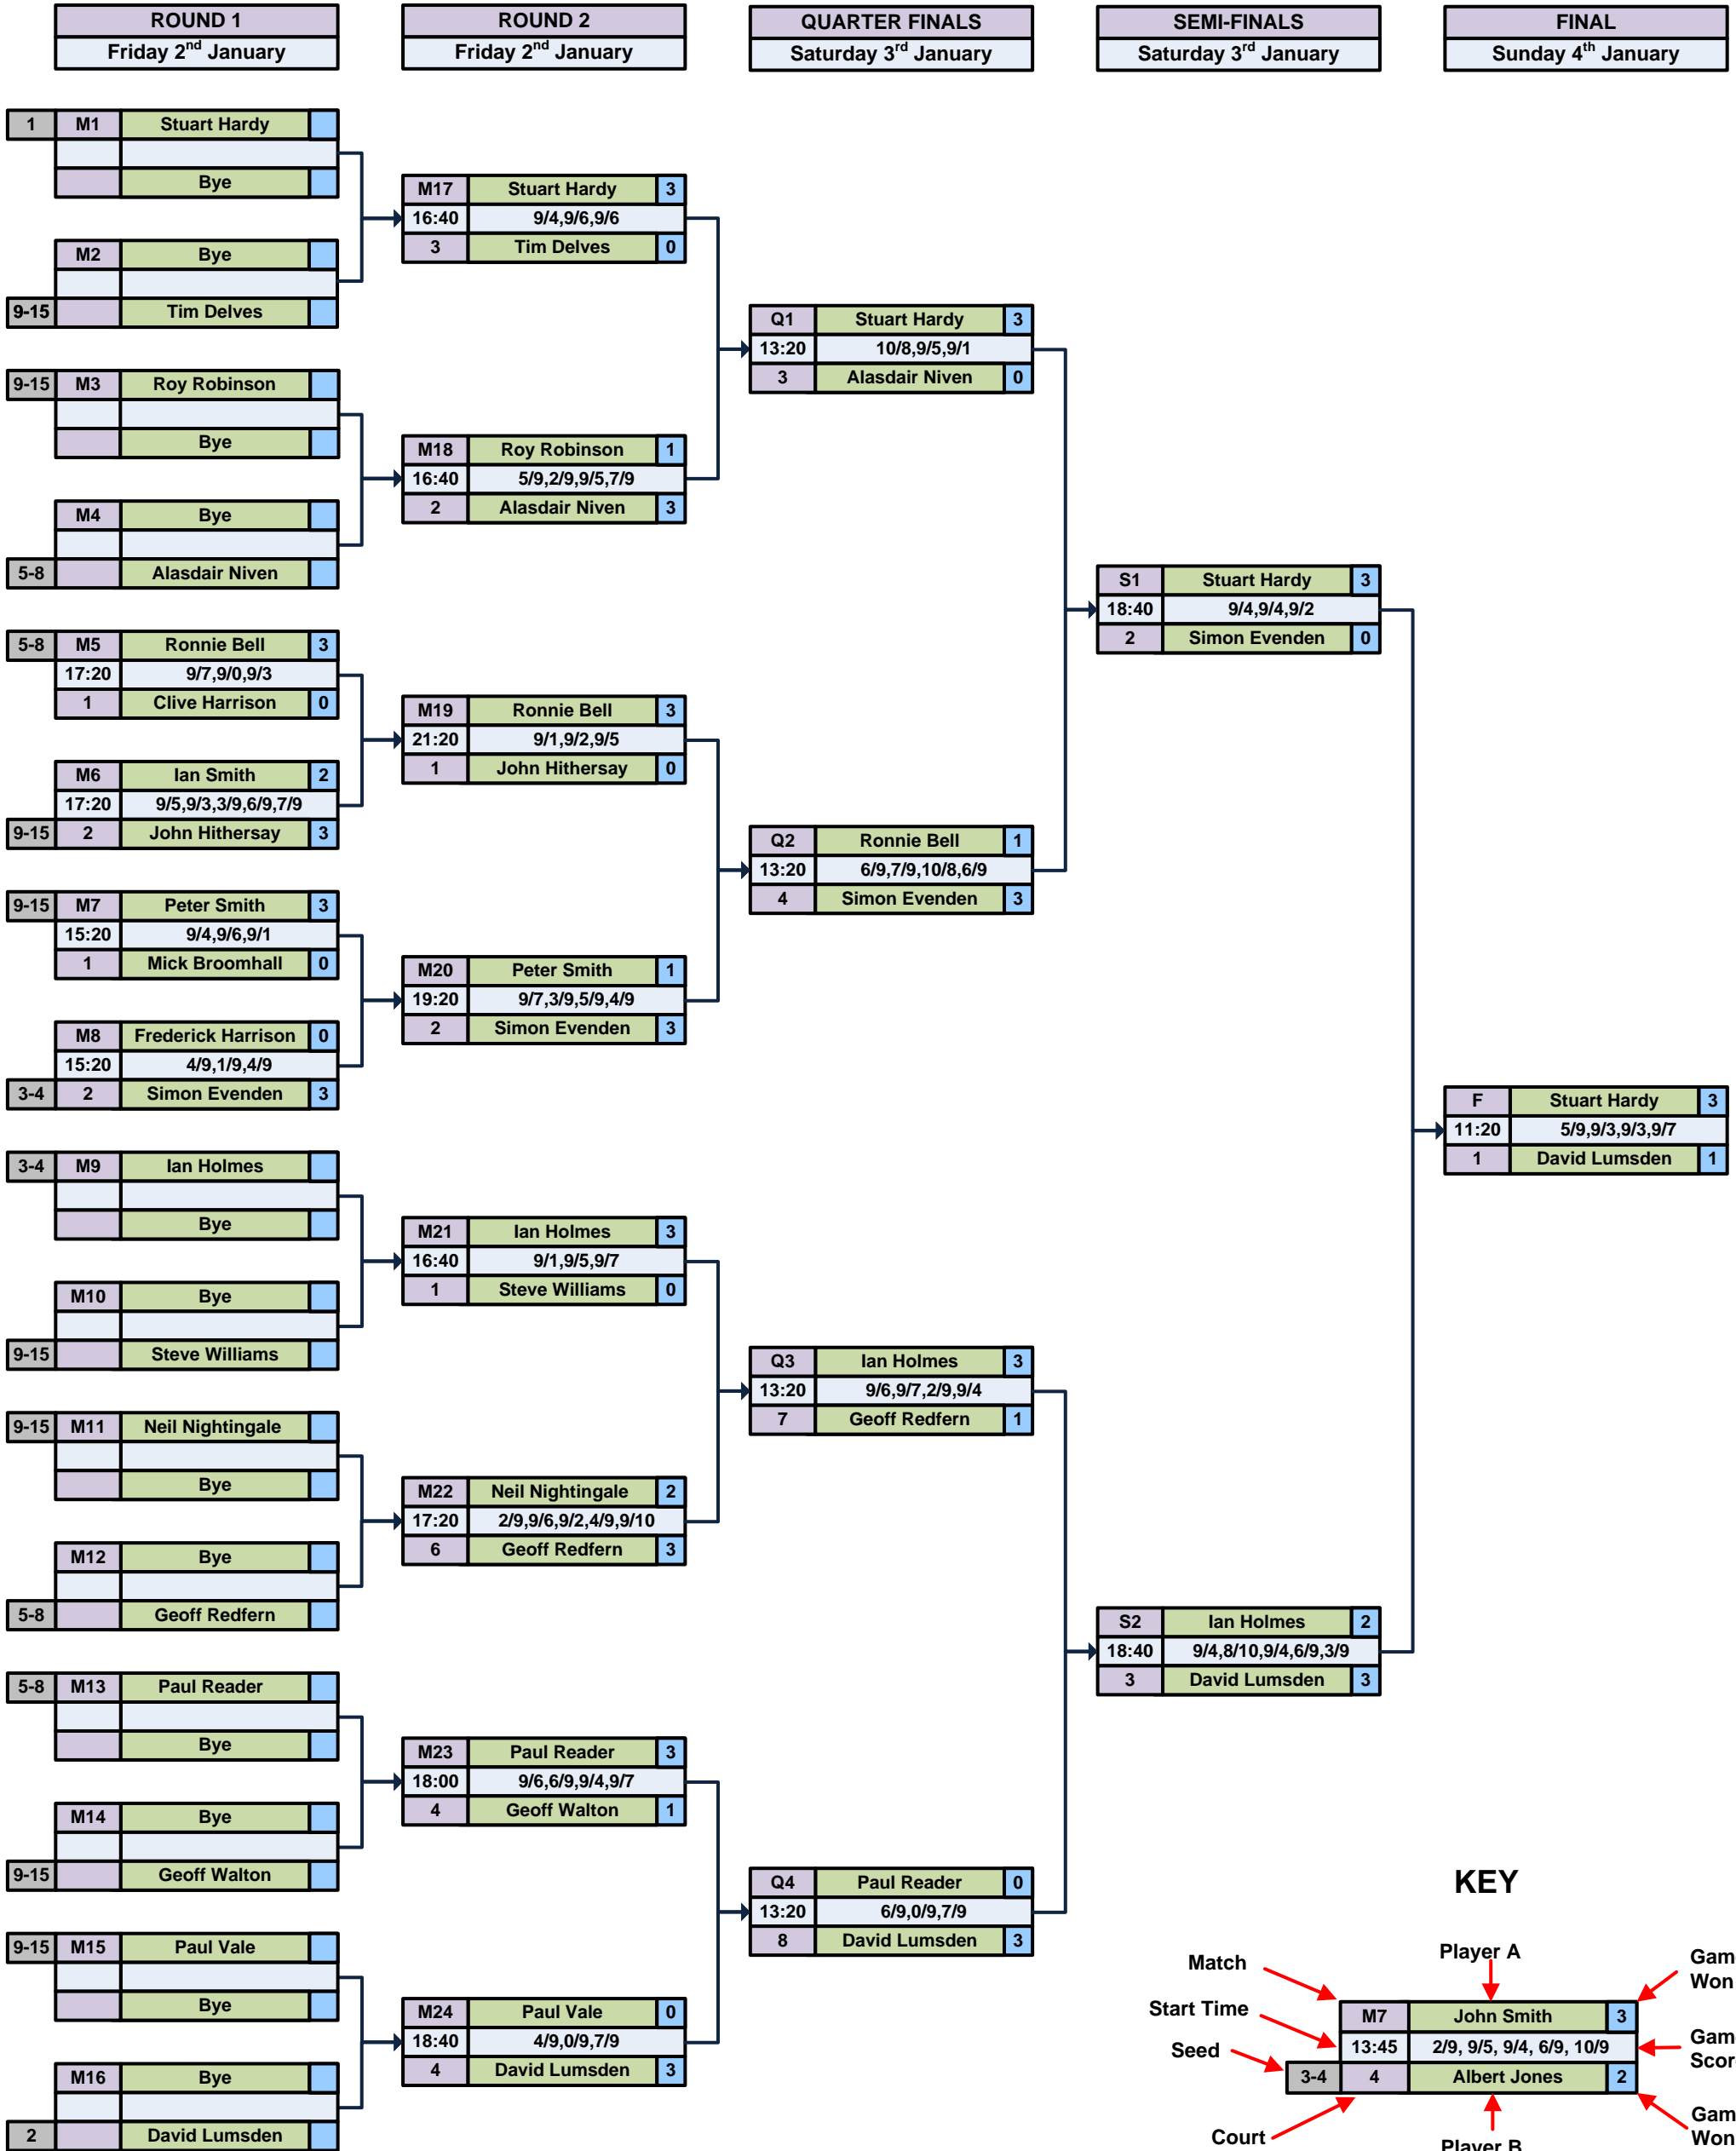 ROUND 1
Friday 2nd January
ROUND 2
Friday 2nd January
QUARTER FINALS
Saturday 3rd January
SEMI-FINALS
Saturday 3rd January
FINAL
Sunday 4th January
1 M1 Stuart Hardy
Bye
M2 Bye
9-15 Tim Delves
9-15 M3 Roy Robinson
Bye
M4 Bye
5-8 Alasdair Niven
5-8 M5 Ronnie Bell 3
17:20 9/7,9/0,9/3
1 Clive Harrison 0
M6 Ian Smith 2
17:20 9/5,9/3,3/9,6/9,7/9
9-15 2 John Hithersay 3
9-15 M7 Peter Smith 3
15:20 9/4,9/6,9/1
1 Mick Broomhall 0
M8 Frederick Harrison 0
15:20 4/9,1/9,4/9
3-4 2 Simon Evenden 3
3-4 M9 Ian Holmes
Bye
M10 Bye
9-15 Steve Williams
9-15 M11 Neil Nightingale
Bye
M12 Bye
5-8 Geoff Redfern
5-8 M13 Paul Reader
Bye
M14 Bye
9-15 Geoff Walton
9-15 M15 Paul Vale
Bye
M16 Bye
2 David Lumsden
M17 Stuart Hardy 3
16:40 9/4,9/6,9/6
3 Tim Delves 0
M18 Roy Robinson 1
16:40 5/9,2/9,9/5,7/9
2 Alasdair Niven 3
M19 Ronnie Bell 3
21:20 9/1,9/2,9/5
1 John Hithersay 0
M20 Peter Smith 1
19:20 9/7,3/9,5/9,4/9
2 Simon Evenden 3
M21 Ian Holmes 3
16:40 9/1,9/5,9/7
1 Steve Williams 0
M22 Neil Nightingale 2
17:20 2/9,9/6,9/2,4/9,9/10
6 Geoff Redfern 3
M23 Paul Reader 3
18:00 9/6,6/9,9/4,9/7
4 Geoff Walton 1
M24 Paul Vale 0
18:40 4/9,0/9,7/9
4 David Lumsden 3
Q1 Stuart Hardy 3
13:20 10/8,9/5,9/1
3 Alasdair Niven 0
Q2 Ronnie Bell 1
13:20 6/9,7/9,10/8,6/9
4 Simon Evenden 3
Q3 Ian Holmes 3
13:20 9/6,9/7,2/9,9/4
7 Geoff Redfern 1
Q4 Paul Reader 0
13:20 6/9,0/9,7/9
8 David Lumsden 3
S1 Stuart Hardy 3
18:40 9/4,9/4,9/2
2 Simon Evenden 0
S2 Ian Holmes 2
18:40 9/4,8/10,9/4,6/9,3/9
3 David Lumsden 3
F Stuart Hardy 3
11:20 5/9,9/3,9/3,9/7
1 David Lumsden 1
KEY
Match
Start Time
Seed
Court
Player A
M7 John Smith 3
13:45 2/9, 9/5, 9/4, 6/9, 10/9
3-4 4 Albert Jones 2
Player B
Won
Won